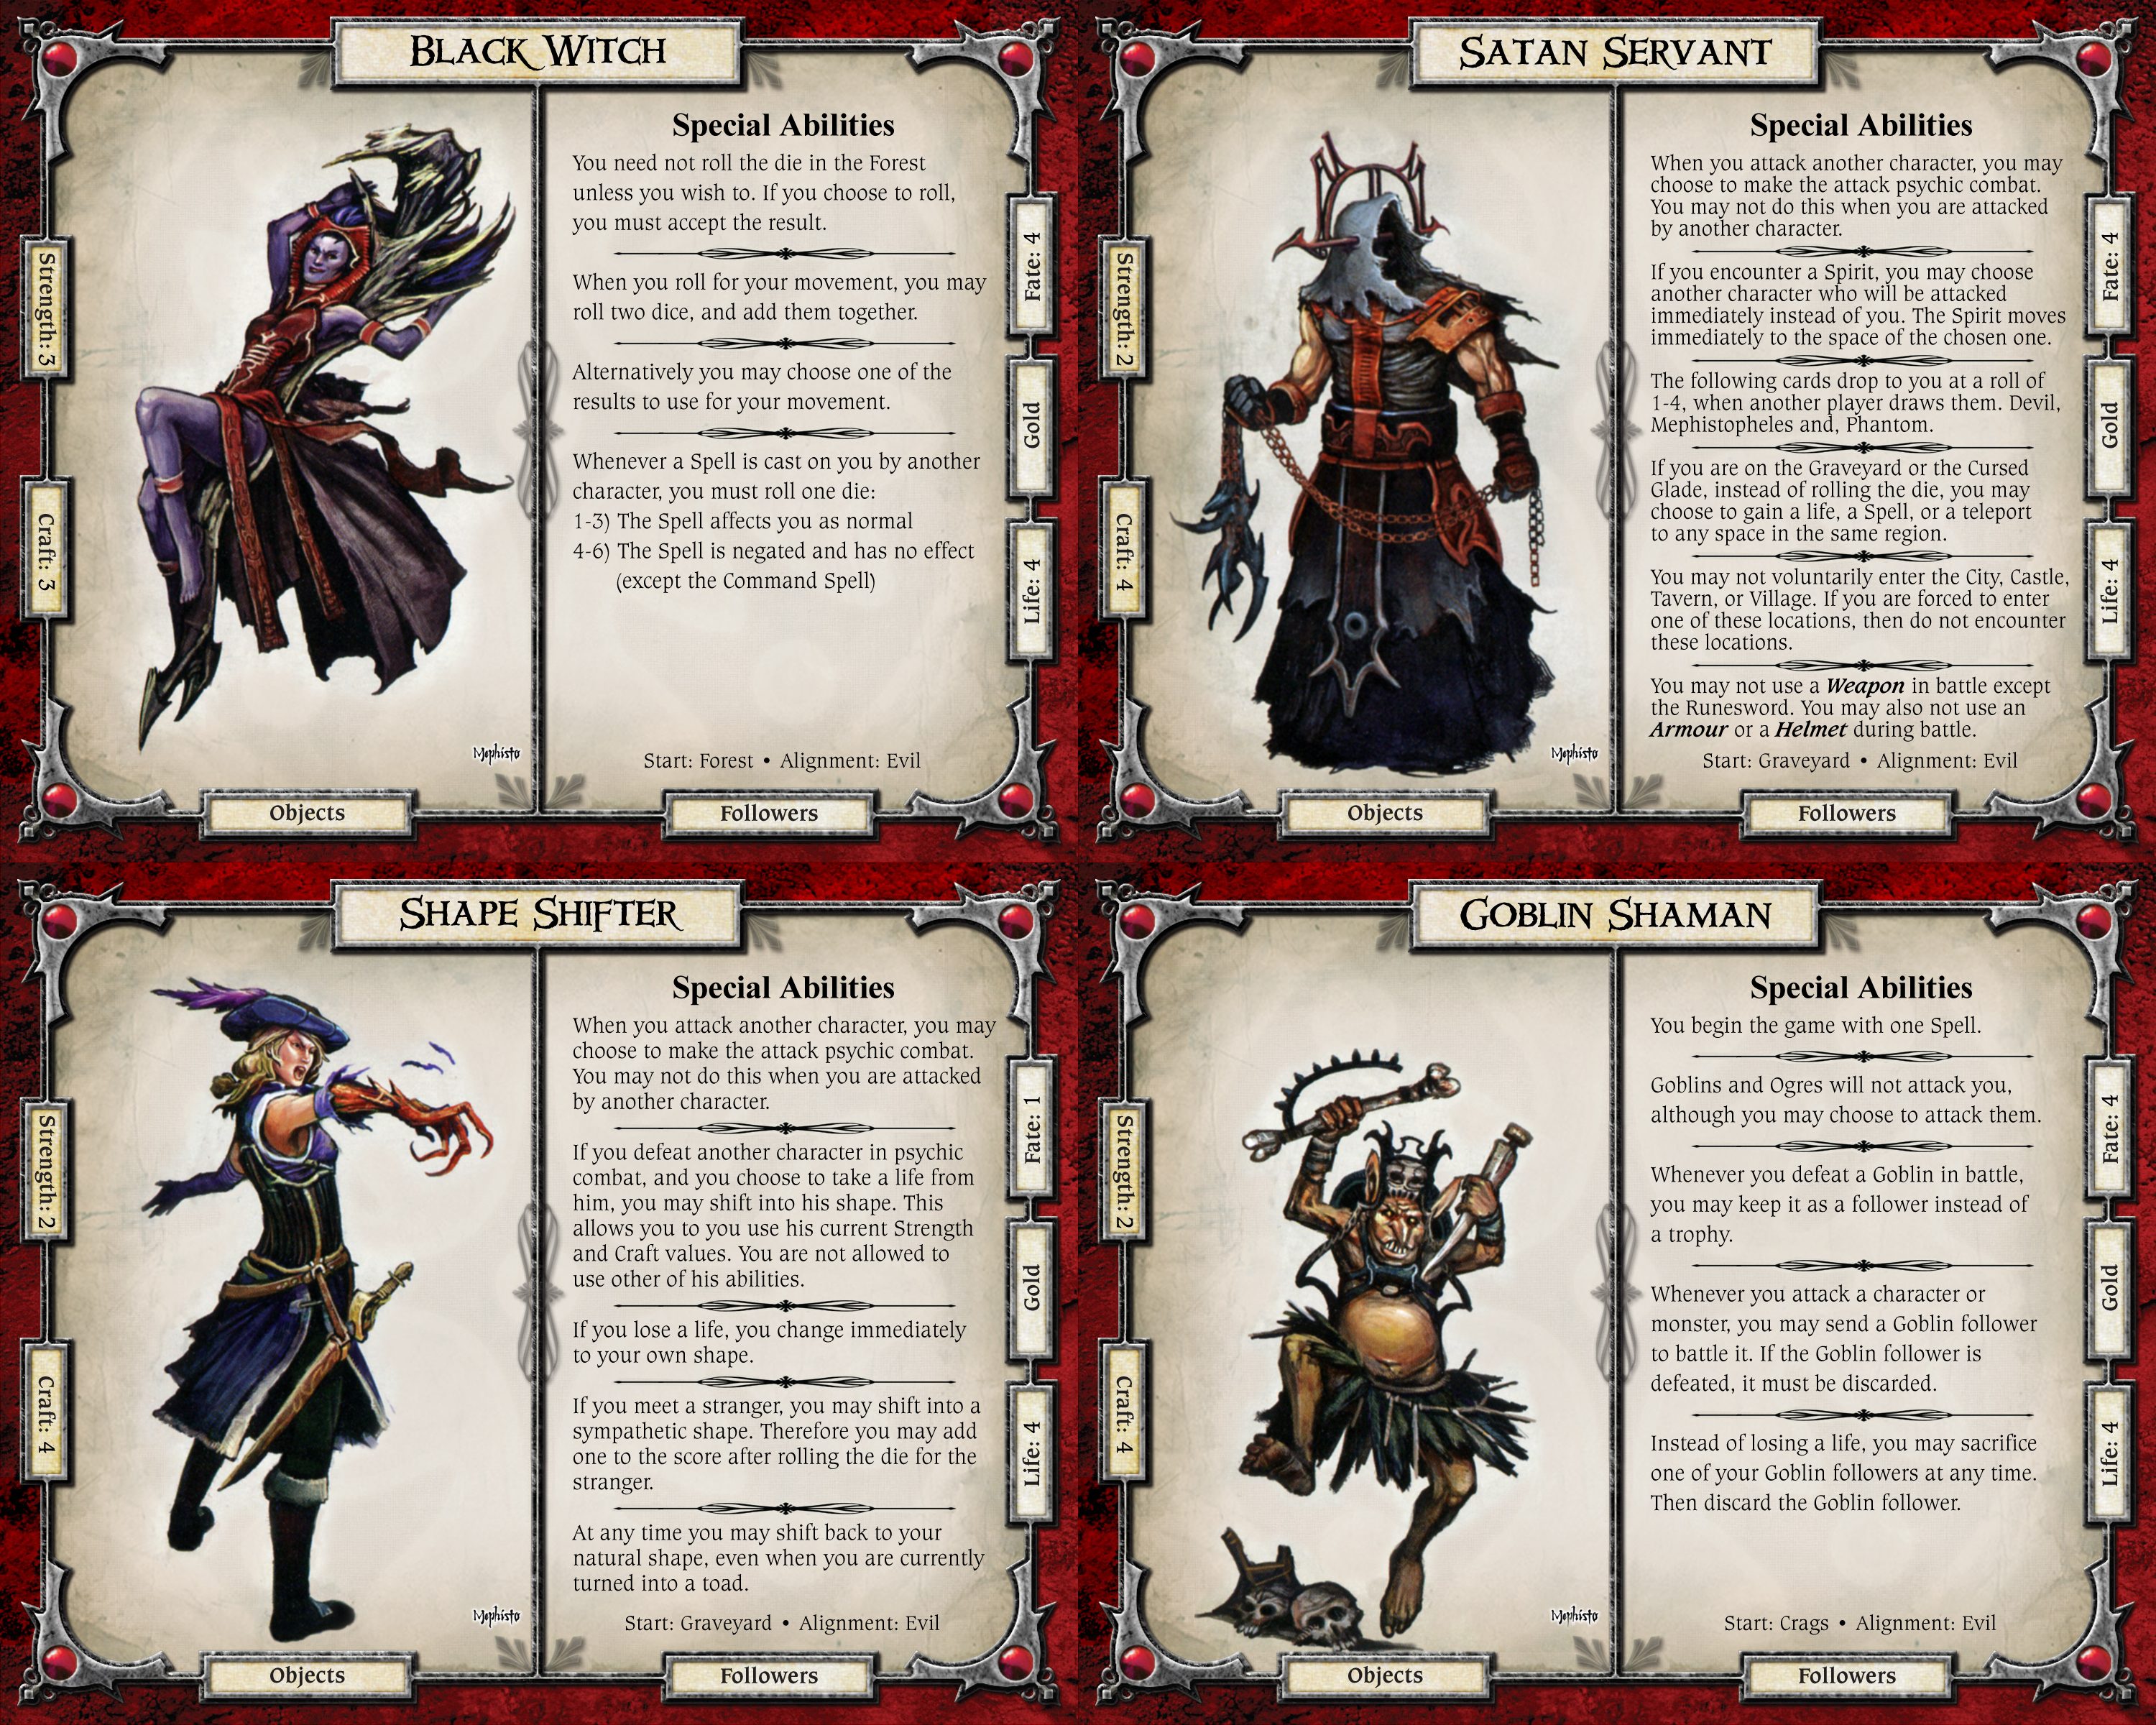 BLACK WITCH
Strength: 3
Craft: 3
Special Abilities
You need not roll the die in the Forest
unless you wish to. If you choose to roll,
you must accept the result.
When you roll for your movement, you may
roll two dice, and add them together.
Alternatively you may choose one of the
results to use for your movement.
Whenever a Spell is cast on you by another
character, you must roll one die:
1-3) The Spell affects you as normal
4-6) The Spell is negated and has no effect
(except the Command Spell)
Start: Forest • Alignment: Evil
Fate: 4
Gold
Life: 4
Mephisto
Objects
Followers
SATAN SERVANT
Strength: 2
Craft: 4
Special Abilities
When you attack another character, you may
choose to make the attack psychic combat.
You may not do this when you are attacked
by another character.
If you encounter a Spirit, you may choose
another character who will be attacked
immediately instead of you. The Spirit moves
immediately to the space of the chosen one.
The following cards drop to you at a roll of
1-4, when another player draws them. Devil,
Mephistopheles and, Phantom.
If you are on the Graveyard or the Cursed
Glade, instead of rolling the die, you may
choose to gain a life, a Spell, or a teleport
to any space in the same region.
You may not voluntarily enter the City, Castle,
Tavern, or Village. If you are forced to enter
one of these locations, then do not encounter
these locations.
You may not use a Weapon in battle except
the Runesword. You may also not use an
Armour or a Helmet during battle.
Start: Graveyard • Alignment: Evil
Fate: 4
Gold
Life: 4
Mephisto
Objects
Followers
SHAPE SHIFTER
Strength: 2
Craft: 4
Special Abilities
When you attack another character, you may
choose to make the attack psychic combat.
You may not do this when you are attacked
by another character.
If you defeat another character in psychic
combat, and you choose to take a life from
him, you may shift into his shape. This
allows you to you use his current Strength
and Craft values. You are not allowed to
use other of his abilities.
If you lose a life, you change immediately
to your own shape.
If you meet a stranger, you may shift into a
sympathetic shape. Therefore you may add
one to the score after rolling the die for the
stranger.
At any time you may shift back to your
natural shape, even when you are currently
turned into a toad.
Start: Graveyard • Alignment: Evil
Fate: 1
Gold
Life: 4
Mephisto
Objects
Followers
GOBLIN SHAMAN
Strength: 2
Craft: 4
Special Abilities
You begin the game with one Spell.
Goblins and Ogres will not attack you,
although you may choose to attack them.
Whenever you defeat a Goblin in battle,
you may keep it as a follower instead of
a trophy.
Whenever you attack a character or
monster, you may send a Goblin follower
to battle it. If the Goblin follower is
defeated, it must be discarded.
Instead of losing a life, you may sacrifice
one of your Goblin followers at any time.
Then discard the Goblin follower.
Start: Crags • Alignment: Evil
Fate: 4
Gold
Life: 4
Mephisto
Objects
Followers